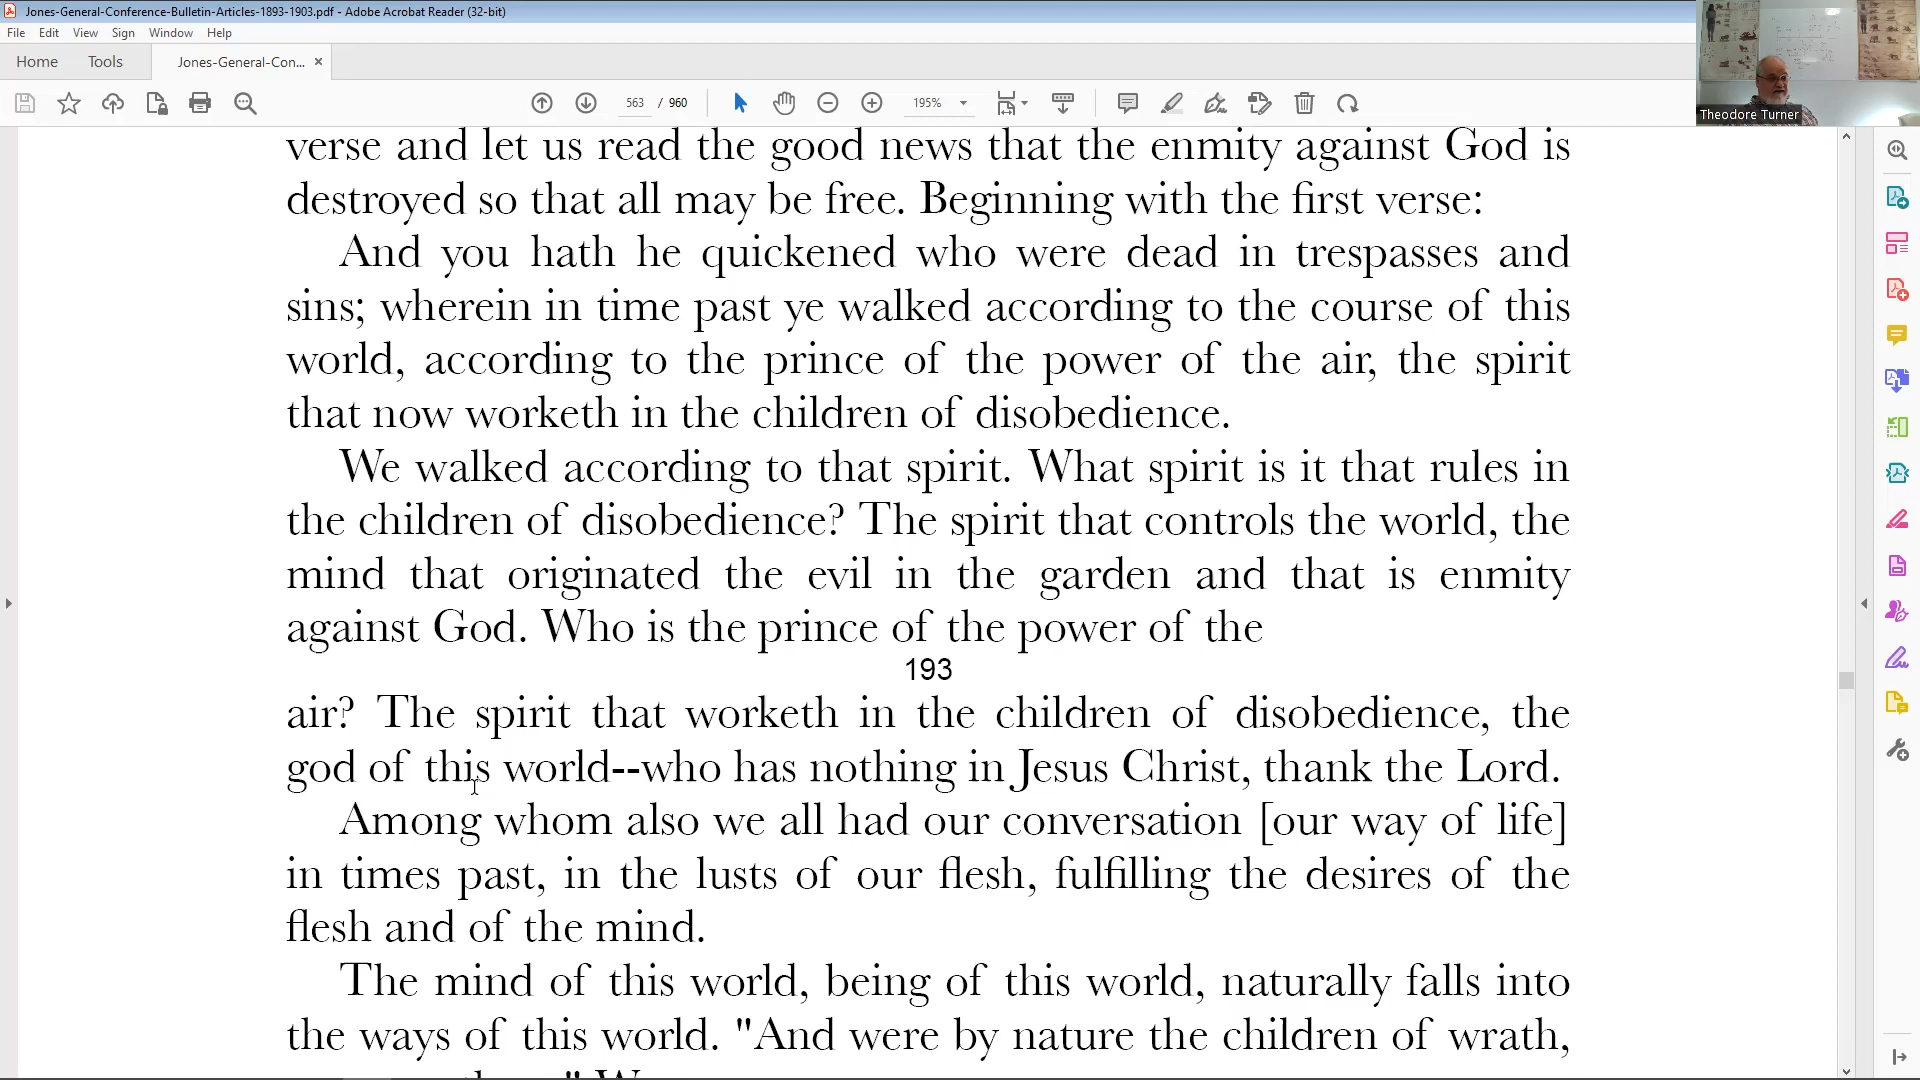 Jones-General-Conference-Bulletin-Articles-1893-1903.pdf - Adobe Acrobat Reader (32-bit)
File Edit View Sign Window Help
Home Tools Jones-General-Con... ×
563 / 960 195%
Theodore Turner
verse and let us read the good news that the enmity against God is
destroyed so that all may be free. Beginning with the first verse:
And you hath he quickened who were dead in trespasses and
sins; wherein in time past ye walked according to the course of this
world, according to the prince of the power of the air, the spirit
that now worketh in the children of disobedience.
We walked according to that spirit. What spirit is it that rules in
the children of disobedience? The spirit that controls the world, the
mind that originated the evil in the garden and that is enmity
against God. Who is the prince of the power of the
193
air? The spirit that worketh in the children of disobedience, the
god of this world--who has nothing in Jesus Christ, thank the Lord.
Among whom also we all had our conversation [our way of life]
in times past, in the lusts of our flesh, fulfilling the desires of the
flesh and of the mind.
The mind of this world, being of this world, naturally falls into
the ways of this world. "And were by nature the children of wrath,